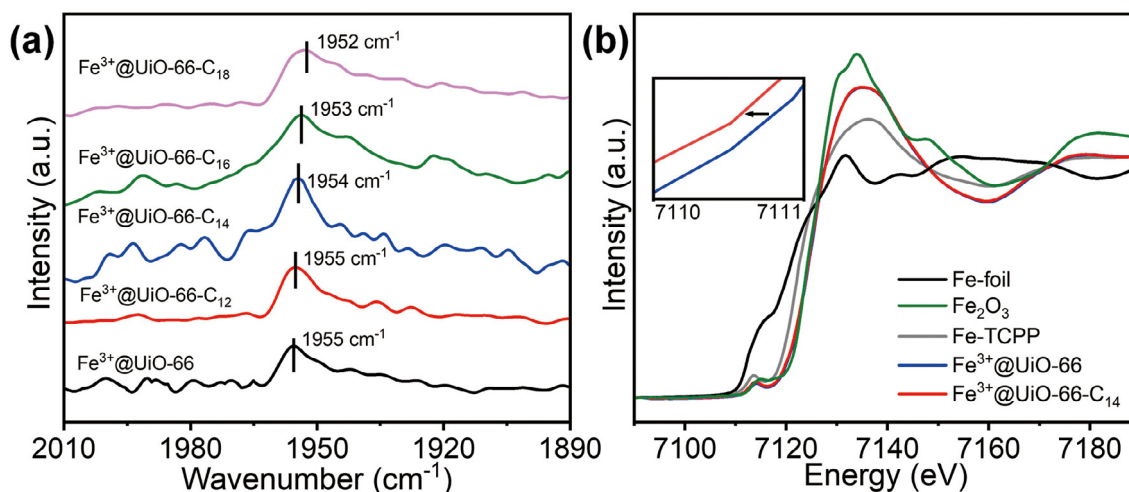 (a)
Intensity (a.u.)
Fe³⁺@UiO-66-C₁₈
1952 cm⁻¹
Fe³⁺@UiO-66-C₁₆
1953 cm⁻¹
Fe³⁺@UiO-66-C₁₄
1954 cm⁻¹
Fe³⁺@UiO-66-C₁₂
1955 cm⁻¹
Fe³⁺@UiO-66
1955 cm⁻¹
2010 1980 1950 1920 1890
Wavenumber (cm⁻¹)
(b)
Intensity (a.u.)
7110 7111
Fe-foil
Fe₂O₃
Fe-TCPP
Fe³⁺@UiO-66
Fe³⁺@UiO-66-C₁₄
7100 7120 7140 7160 7180
Energy (eV)